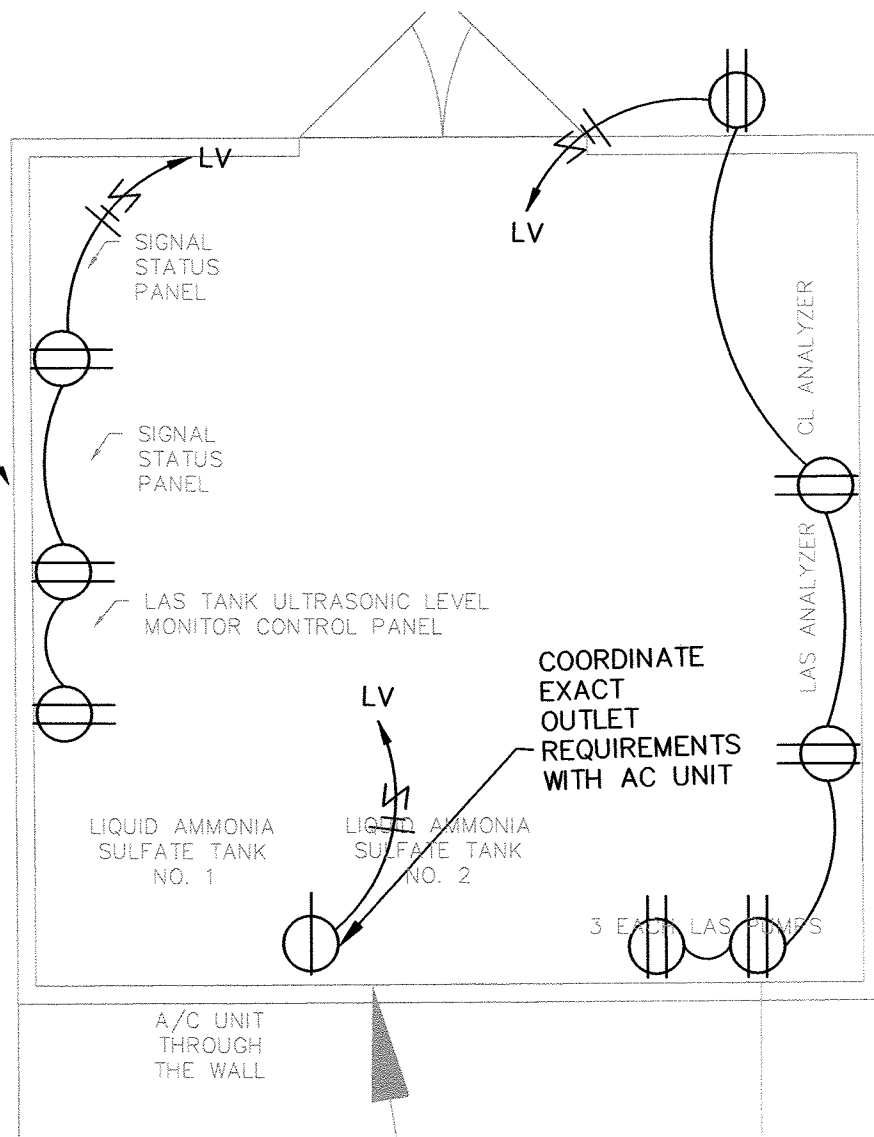 LV
SIGNAL
STATUS
PANEL
LV
CL ANALYZER
SIGNAL
STATUS
PANEL
LAS ANALYZER
LAS TANK ULTRASONIC LEVEL
MONITOR CONTROL PANEL
COORDINATE
EXACT
OUTLET
REQUIREMENTS
WITH AC UNIT
LV
LIQUID AMMONIA
SULFATE TANK
NO. 1
LIQUID AMMONIA
SULFATE TANK
NO. 2
3 EACH LAS PUMPS
A/C UNIT
THROUGH
THE WALL